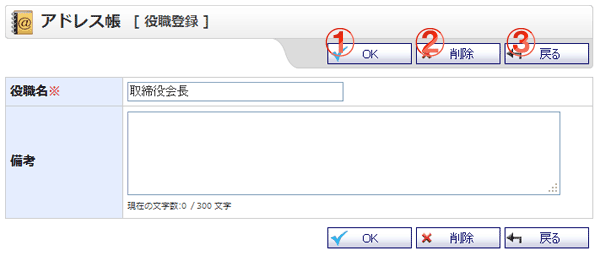 アドレス帳 [ 役職登録 ]
① ② ③
OK 削除 戻る
役職名※ 取締役会長
備考
現在の文字数:0 / 300 文字
OK 削除 戻る